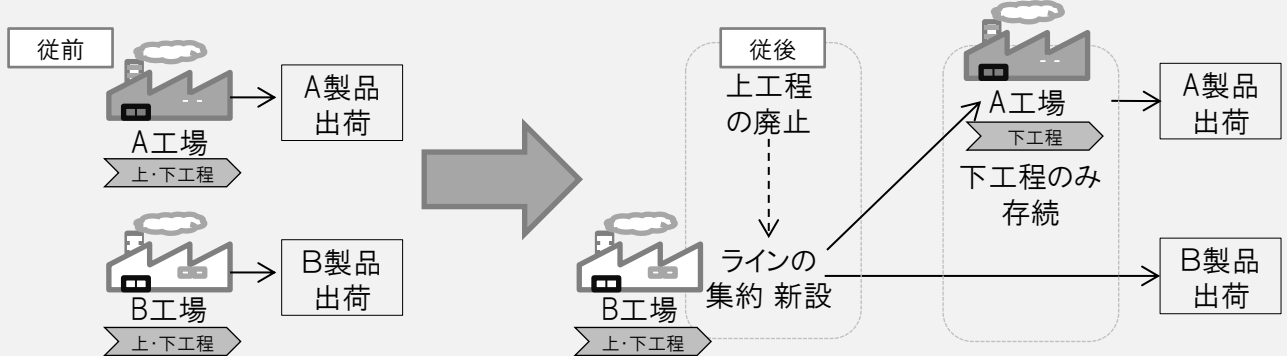 従前
A製品
出荷
A工場
上・下工程
B製品
出荷
B工場
上・下工程
従後
上工程
の廃止
ラインの
集約 新設
B工場
上・下工程
A工場
下工程
下工程のみ
存続
A製品
出荷
B製品
出荷